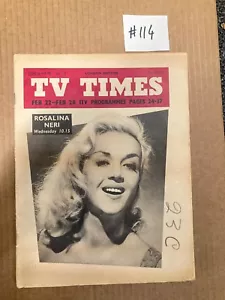 #114
TV TIMES
FEB 22—FEB 28 ITV PROGRAMMES PAGES 24-37
ROSALINA
NERI
Wednesday 10.15
23C